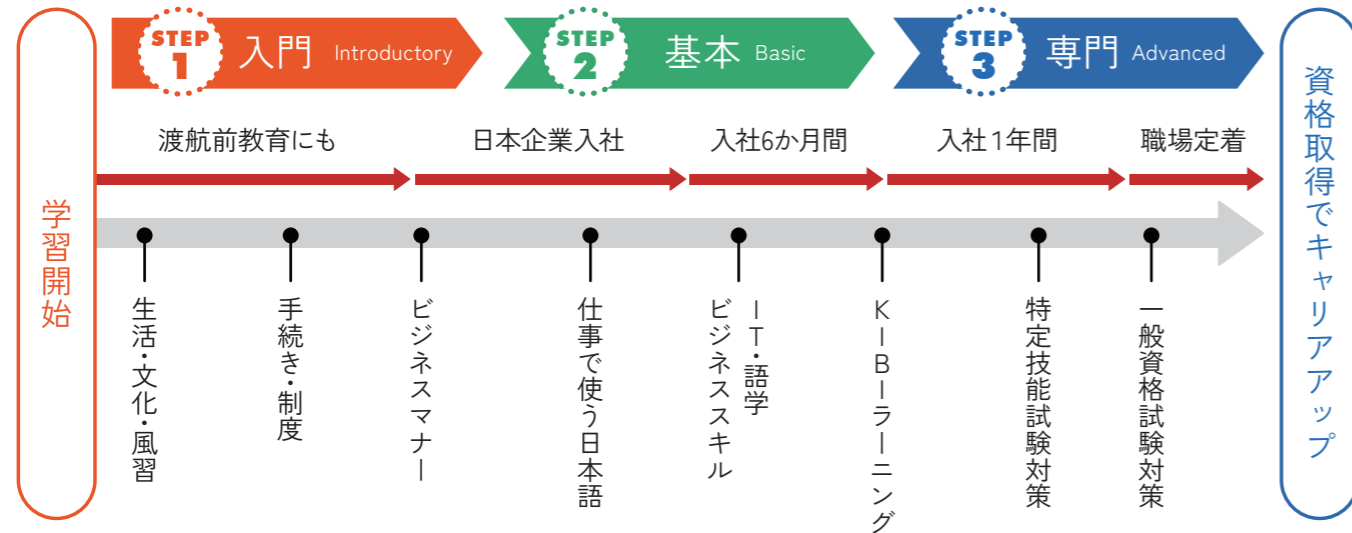 学習開始
STEP 1 入門 Introductory
STEP 2 基本 Basic
STEP 3 専門 Advanced
渡航前教育にも
日本企業入社
入社6か月間
入社1年間
職場定着
生活・文化・風習
手続き・制度
ビジネスマナー
仕事で使う日本語
IT・語学
ビジネススキル
KIBIラーニング
特定技能試験対策
一般資格試験対策
資格取得でキャリアアップ